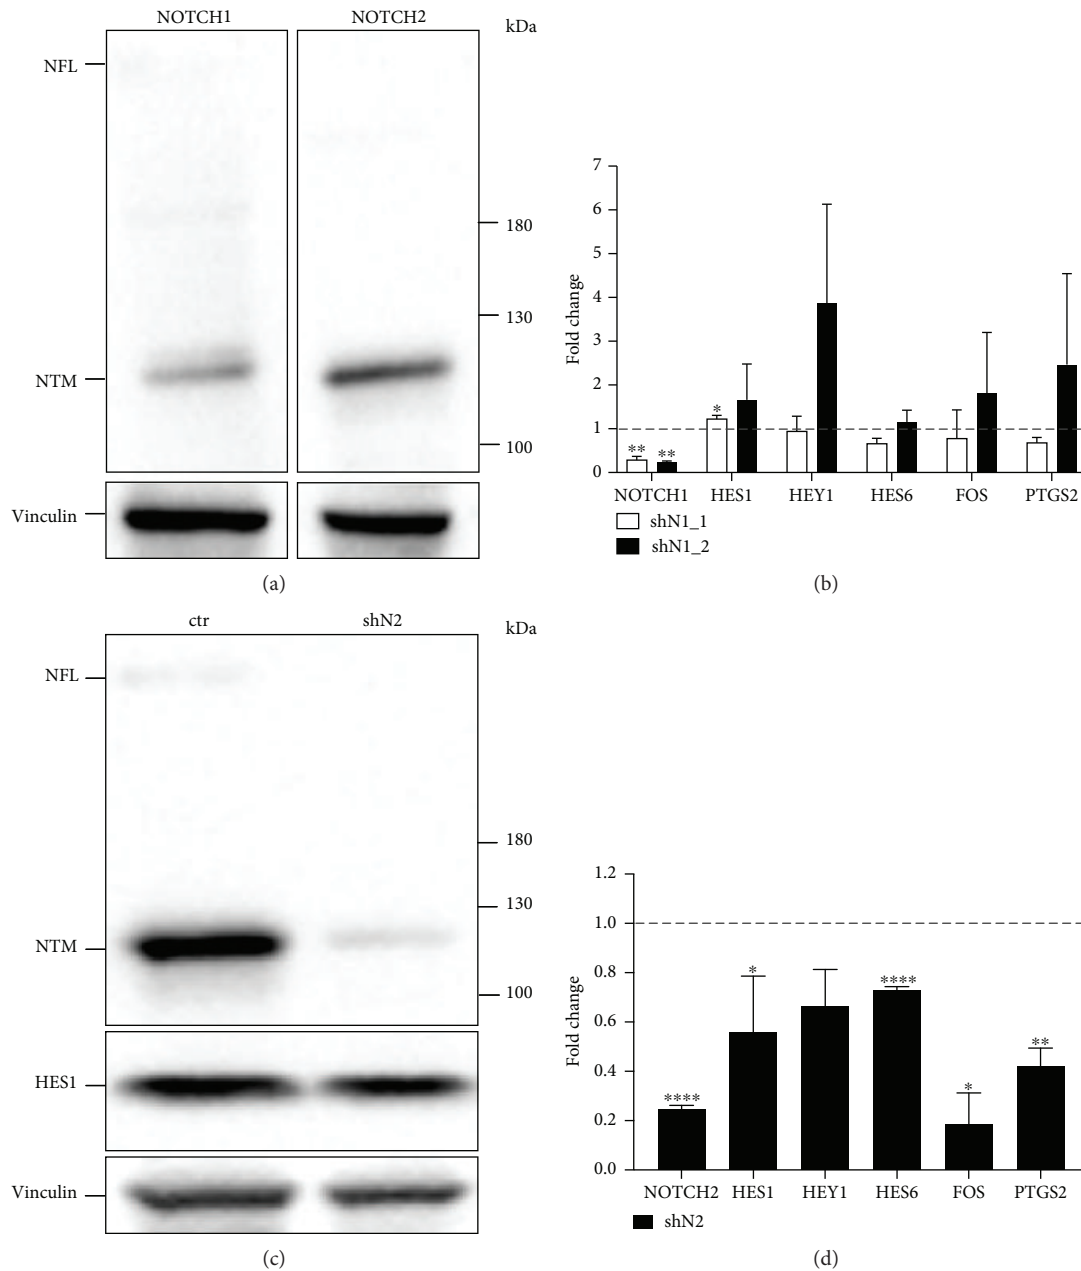 NOTCH1 NOTCH2 kDa
NFL
180
130
NTM
100
Vinculin
(a)
7
6
5
4
3
2
1
0
Fold change
*
** **
NOTCH1 HES1 HEY1 HES6 FOS PTGS2
shN1_1
shN1_2
(b)
ctr shN2 kDa
NFL
180
130
NTM
100
HES1
Vinculin
(c)
1.2
1.0
0.8
0.6
0.4
0.2
0.0
Fold change
**** * **** * **
NOTCH2 HES1 HEY1 HES6 FOS PTGS2
shN2
(d)